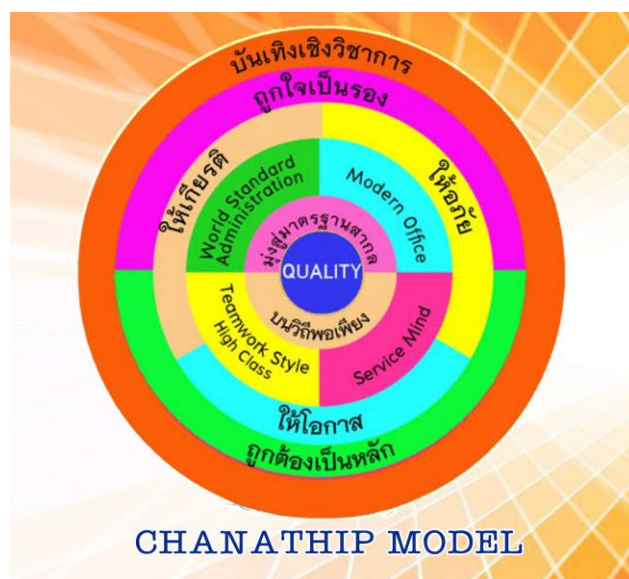 บันเทิงเชิงวิชาการ
ถูกใจเป็นรอง
ให้เกียรติ
ให้อภัย
World Standard
Administration
Modern Office
มุ่งสู่มาตรฐานสากล
QUALITY
บนวิถีพอเพียง
Teamwork Style
High Class
Service Mind
ให้โอกาส
ถูกต้องเป็นหลัก
CHANATHIP MODEL